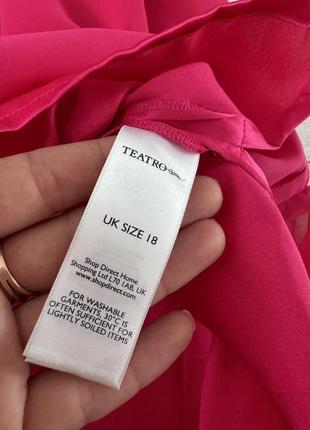 TEATRO
UK SIZE 18
Shop Direct Home
Shopping Ltd L70 1AB, UK
www.shopdirect.com
FOR WASHABLE
GARMENTS, 30°C IS
OFTEN SUFFICIENT FOR
LIGHTLY SOILED ITEMS